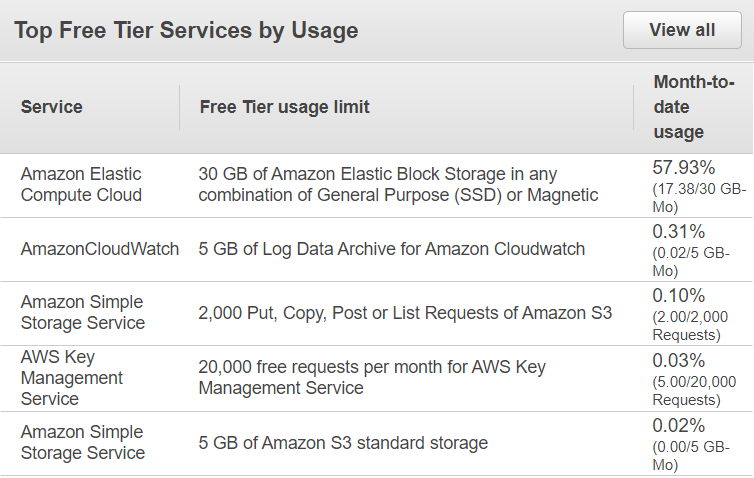 Top Free Tier Services by Usage
View all
Service
Free Tier usage limit
Month-to-
date
usage
Amazon Elastic
Compute Cloud
30 GB of Amazon Elastic Block Storage in any
combination of General Purpose (SSD) or Magnetic
57.93%
(17.38/30 GB-
Mo)
AmazonCloudWatch
5 GB of Log Data Archive for Amazon Cloudwatch
0.31%
(0.02/5 GB-
Mo)
Amazon Simple
Storage Service
2,000 Put, Copy, Post or List Requests of Amazon S3
0.10%
(2.00/2,000
Requests)
AWS Key
Management
Service
20,000 free requests per month for AWS Key
Management Service
0.03%
(5.00/20,000
Requests)
Amazon Simple
Storage Service
5 GB of Amazon S3 standard storage
0.02%
(0.00/5 GB-
Mo)